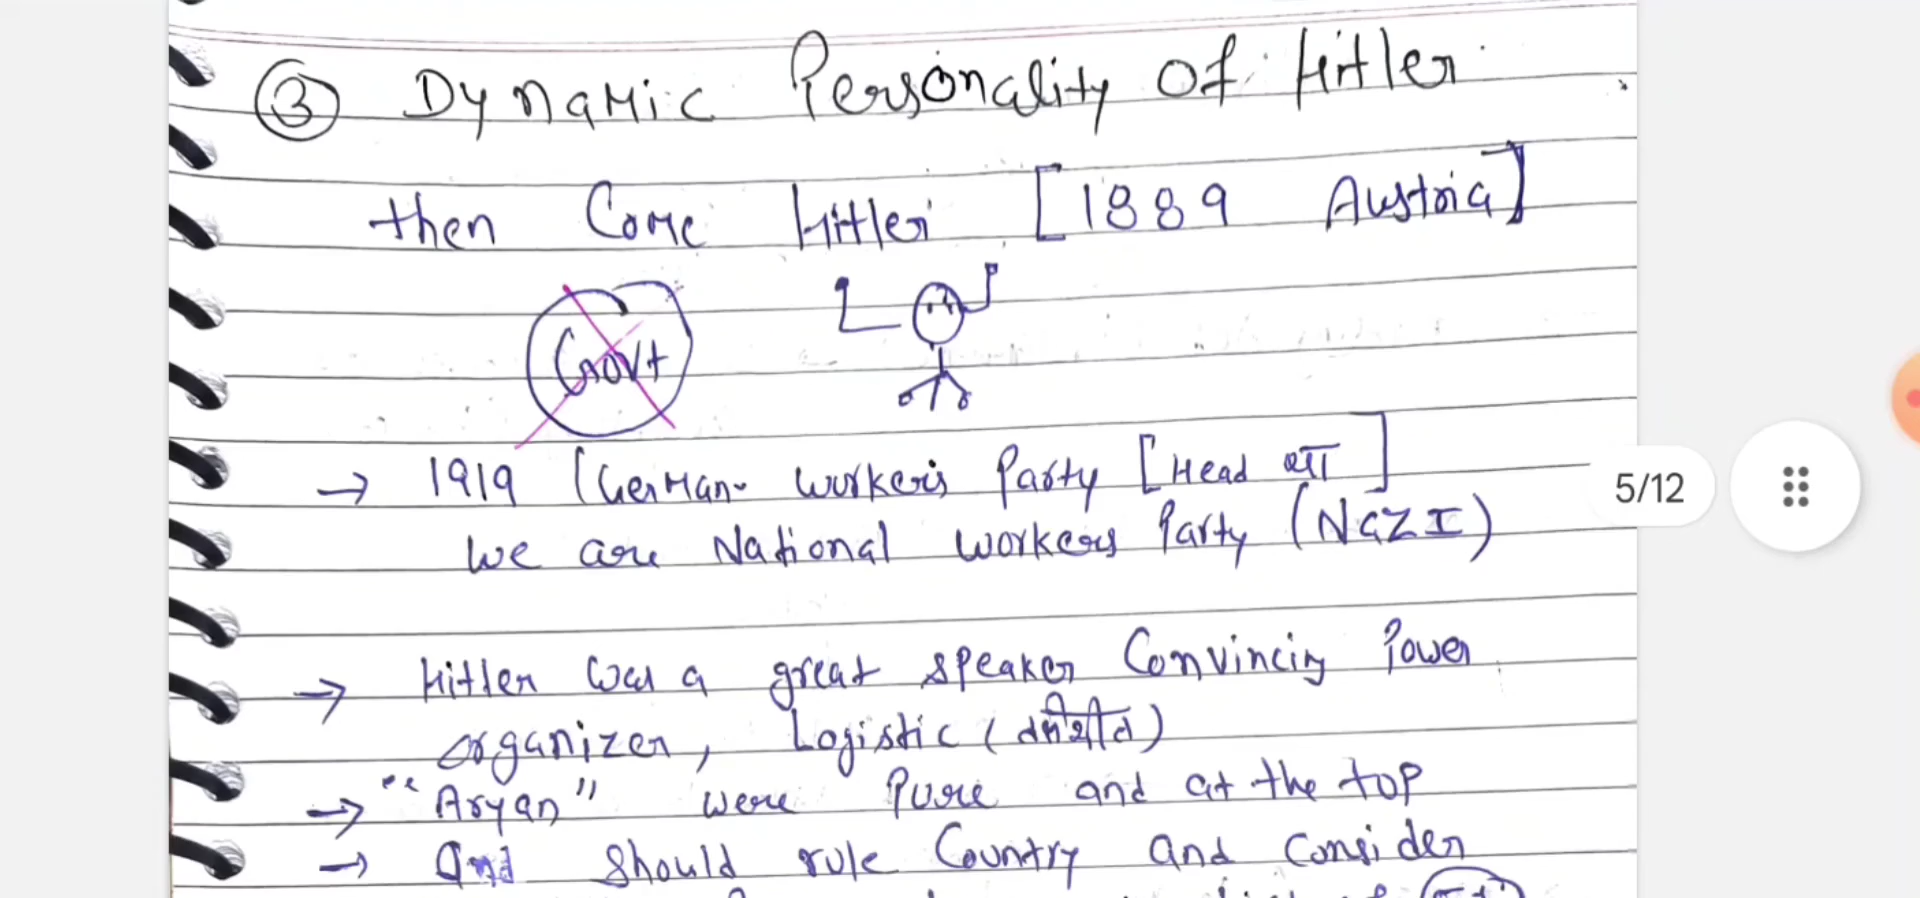 ③ Dynamic Personality Of Hitler
then Come Hitler [1889 Austria]
Govt
→ 1919 (German workers Party [Head था]
5/12
We are National Workers Party (NaZI)
→ Hitler was a great speaker Convincing Power
organizer, Logistic
→ "Aryan" were Pure and at the top
→ And should rule Country and Consider